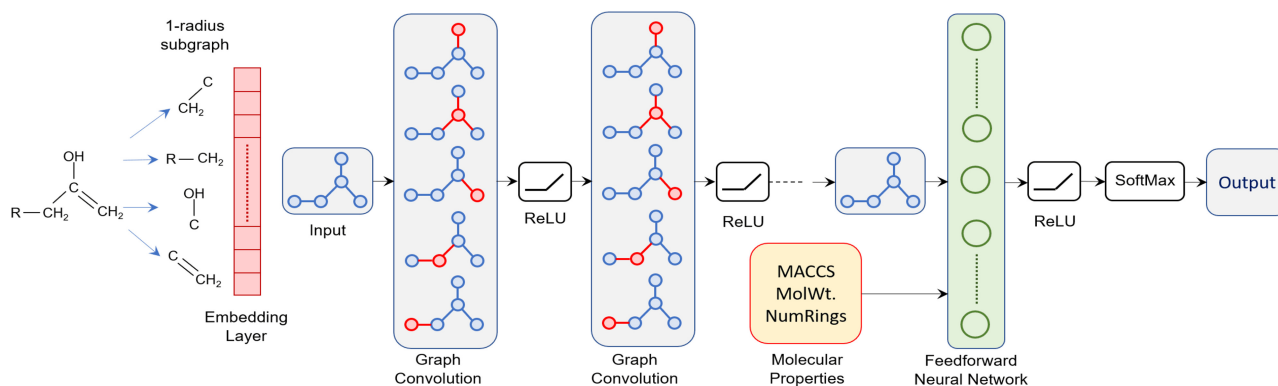 1-radius
subgraph
C
CH₂
R—CH₂
OH
C
C
CH₂
OH
R
CH₂
CH₂
Embedding
Layer
Input
Graph
Convolution
ReLU
Graph
Convolution
ReLU
MACCS
MolWt.
NumRings
Molecular
Properties
Feedforward
Neural Network
ReLU
SoftMax
Output